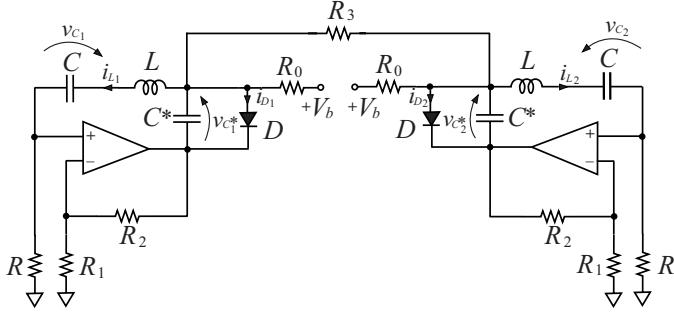 R3
vC1 C iL1 L R0 R0 L iL2 C vC2
+Vb +Vb
C* vC1* iD1 D iD2 D vC2* C*
+ − + −
R2 R2
R R1 R1 R